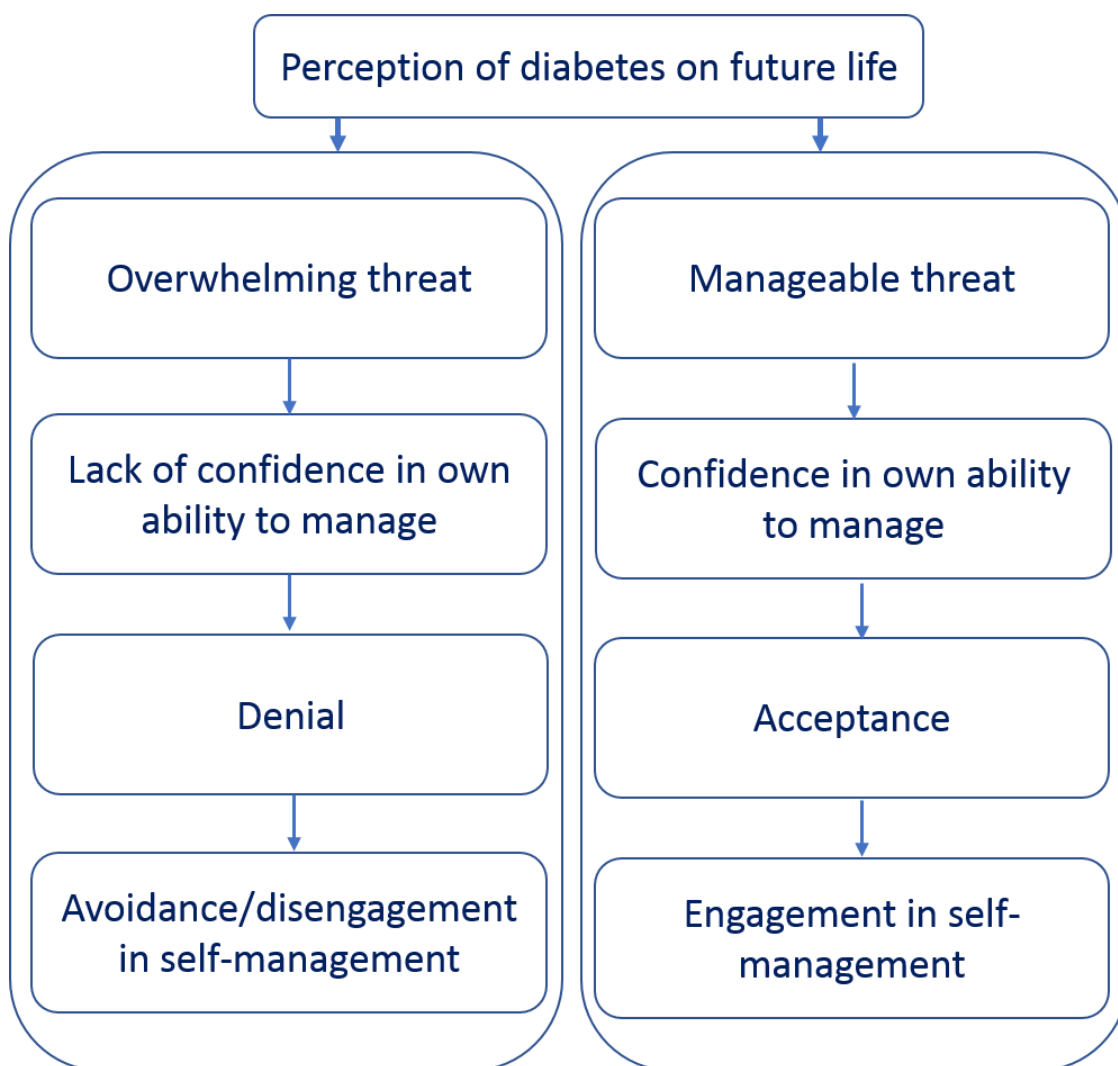 Perception of diabetes on future life
Overwhelming threat
Lack of confidence in own
ability to manage
Denial
Avoidance/disengagement
in self-management
Manageable threat
Confidence in own ability
to manage
Acceptance
Engagement in self-
management